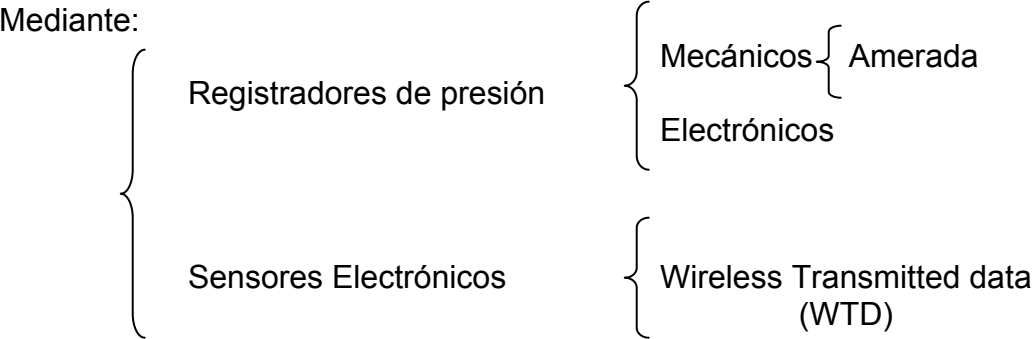 Mediante:
Registradores de presión
Mecánicos
Amerada
Electrónicos
Sensores Electrónicos
Wireless Transmitted data
(WTD)